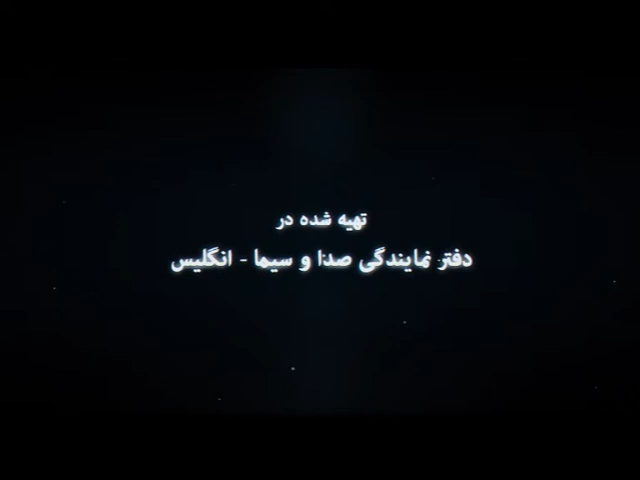 تهیه شده در
دفتر نمایندگی صدا و سیما - انگلیس